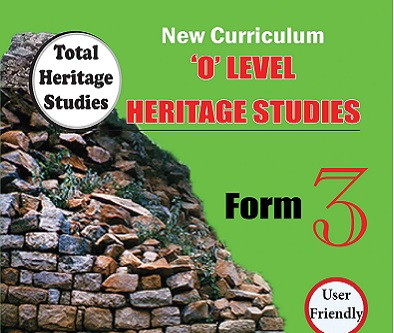 Total
Heritage
Studies
New Curriculum
‘O’ LEVEL
HERITAGE STUDIES
Form 3
User
Friendly